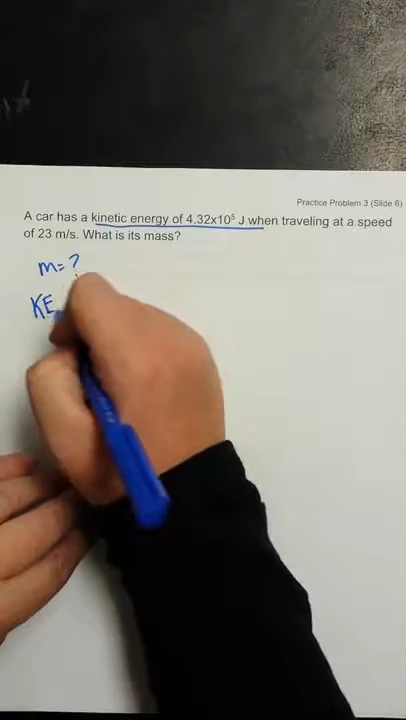 Practice Problem 3 (Slide 6)
A car has a kinetic energy of 4.32x10⁵ J when traveling at a speed
of 23 m/s. What is its mass?
m=?
KE